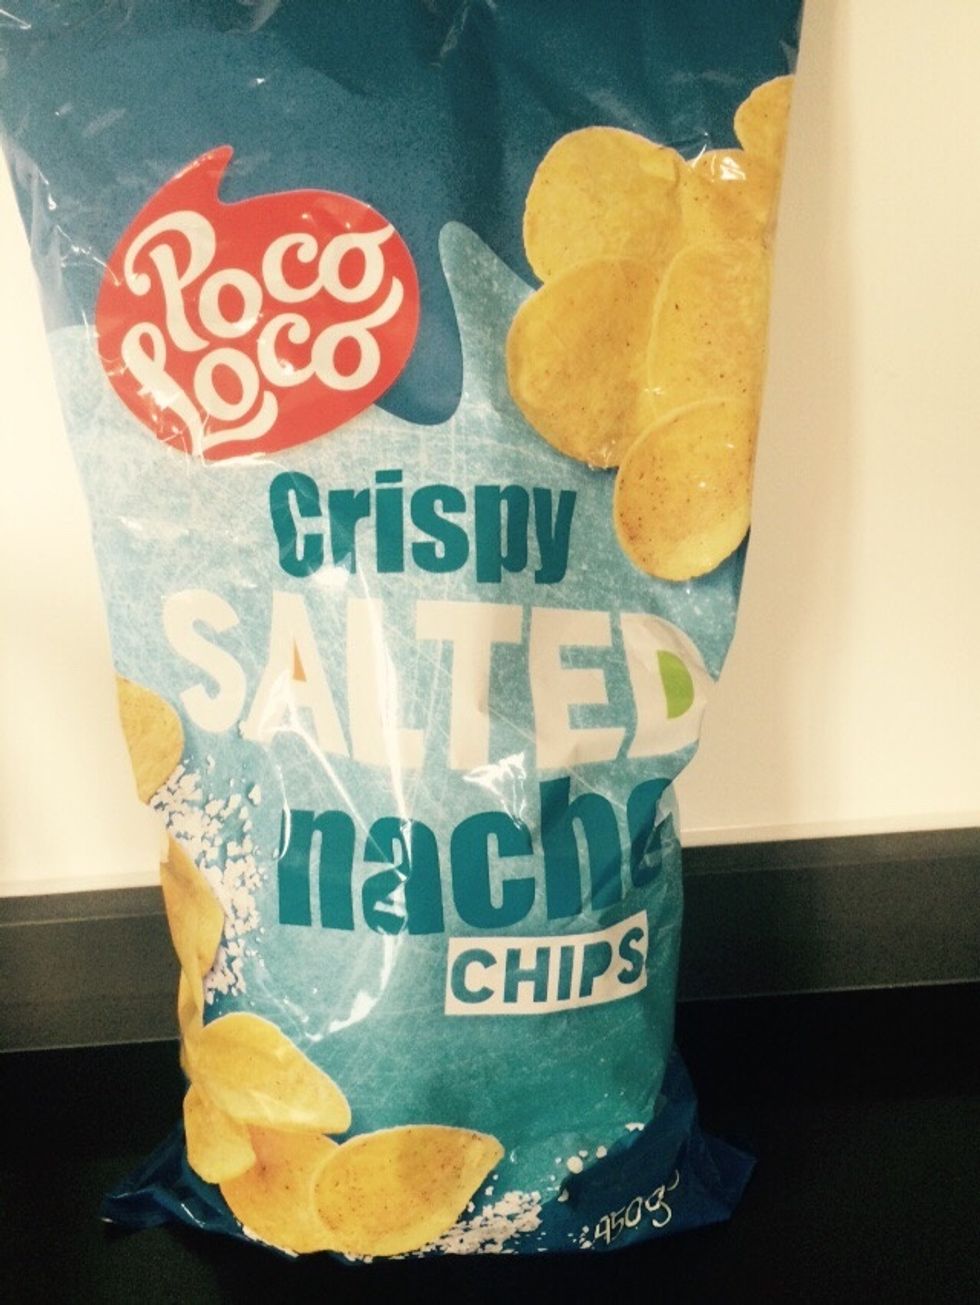 Poco
Loco
Crispy
SALTED
nacho
CHIPS
450g